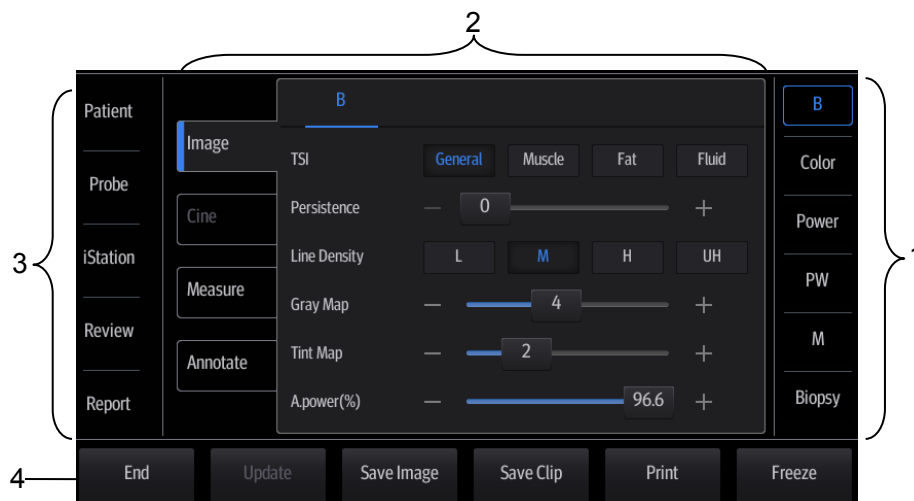 2
B
Patient
B
Image
TSI
General
Muscle
Fat
Fluid
Color
Probe
Persistence
0
Cine
Power
3
iStation
Line Density
L
M
H
UH
1
Measure
Gray Map
4
PW
Review
Tint Map
2
M
Annotate
Report
A.power(%)
96.6
Biopsy
4
End
Update
Save Image
Save Clip
Print
Freeze